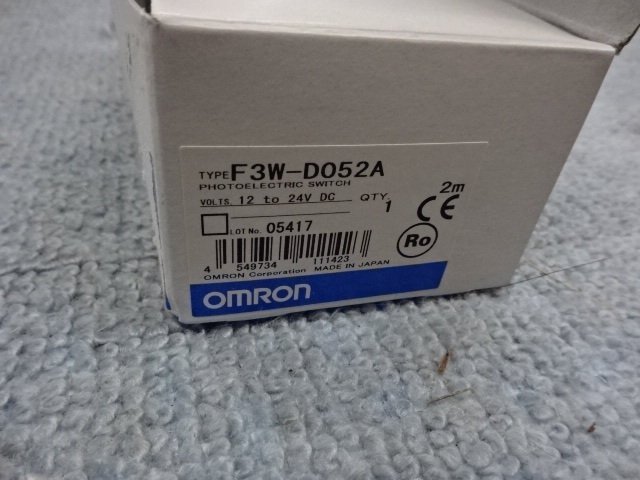 TYPE F3W-D052A
PHOTOELECTRIC SWITCH
2m
VOLTS. 12 to 24V DC QTY. 1
CE
LOT No. 05417
Ro
4 549734 111423
OMRON Corporation MADE IN JAPAN
OMRON